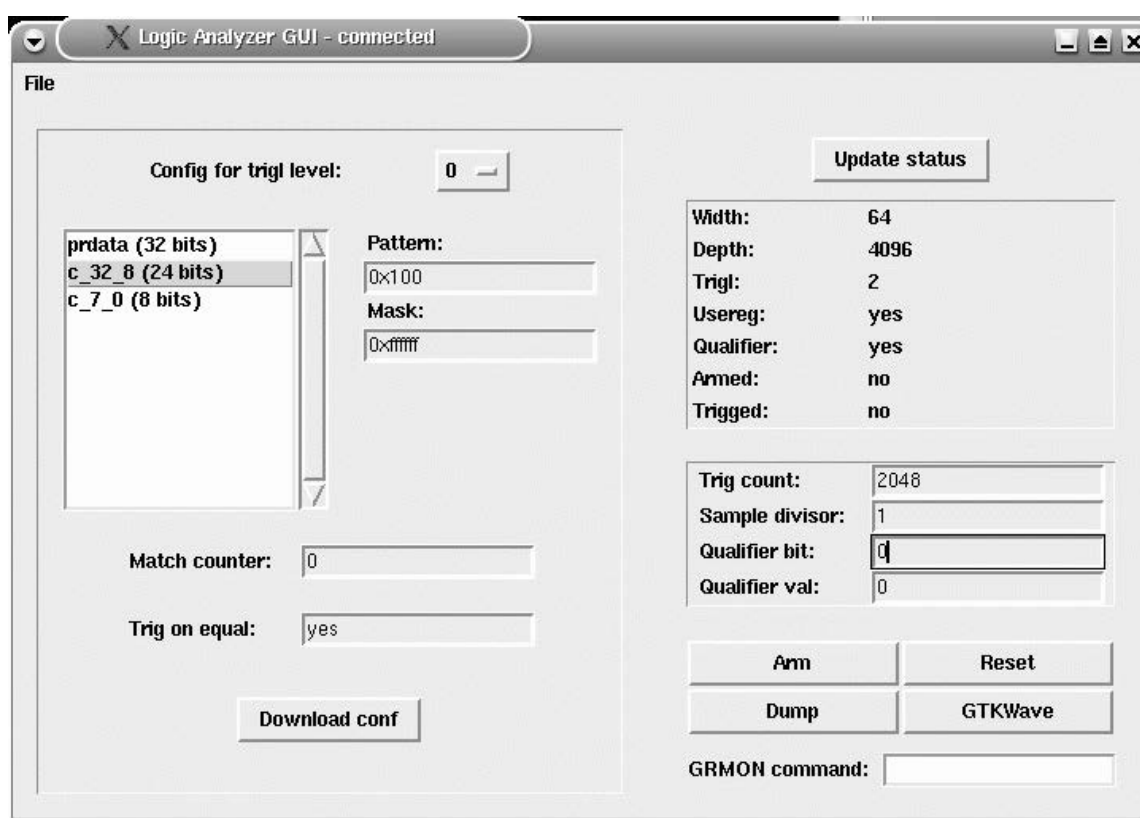 Logic Analyzer GUI - connected
File
Config for trigl level: 0
prdata (32 bits)
c_32_8 (24 bits)
c_7_0 (8 bits)
Pattern:
0x100
Mask:
0xffffff
Match counter: 0
Trig on equal: yes
Download conf
Update status
Width: 64
Depth: 4096
Trigl: 2
Usereg: yes
Qualifier: yes
Armed: no
Trigged: no
Trig count: 2048
Sample divisor: 1
Qualifier bit: 0
Qualifier val: 0
Arm Reset
Dump GTKWave
GRMON command: